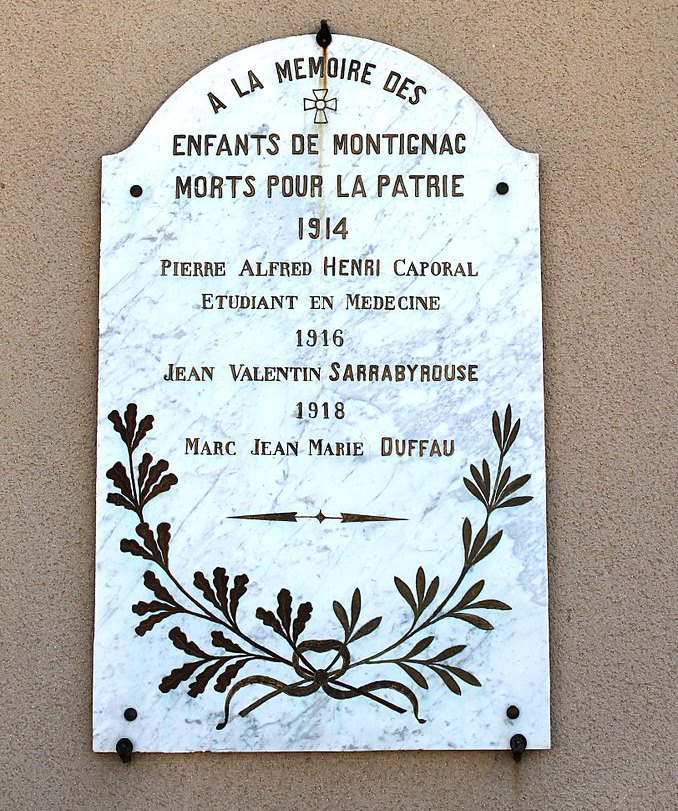 A LA MEMOIRE DES
ENFANTS DE MONTIGNAC
MORTS POUR LA PATRIE
1914
PIERRE ALFRED HENRI CAPORAL
ETUDIANT EN MEDECINE
1916
JEAN VALENTIN SARRABYROUSE
1918
MARC JEAN MARIE DUFFAU